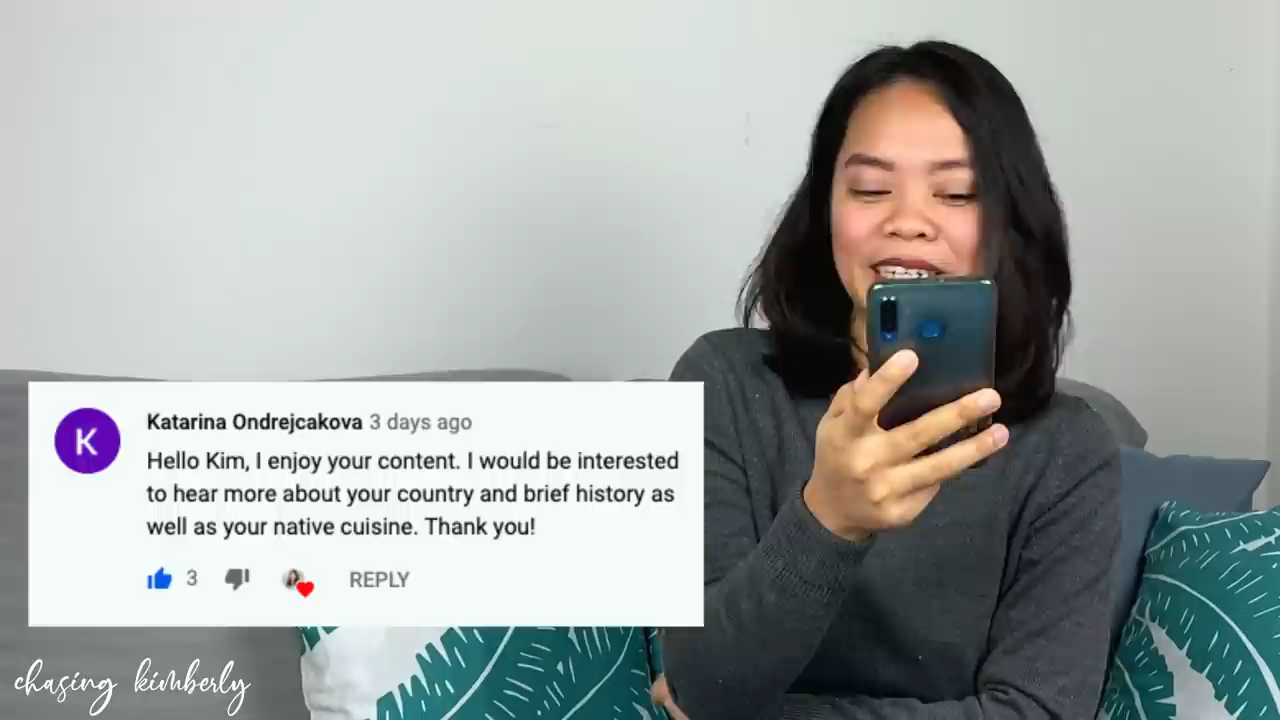 K
Katarina Ondrejcakova 3 days ago
Hello Kim, I enjoy your content. I would be interested
to hear more about your country and brief history as
well as your native cuisine. Thank you!
3
REPLY
chasing kimberly